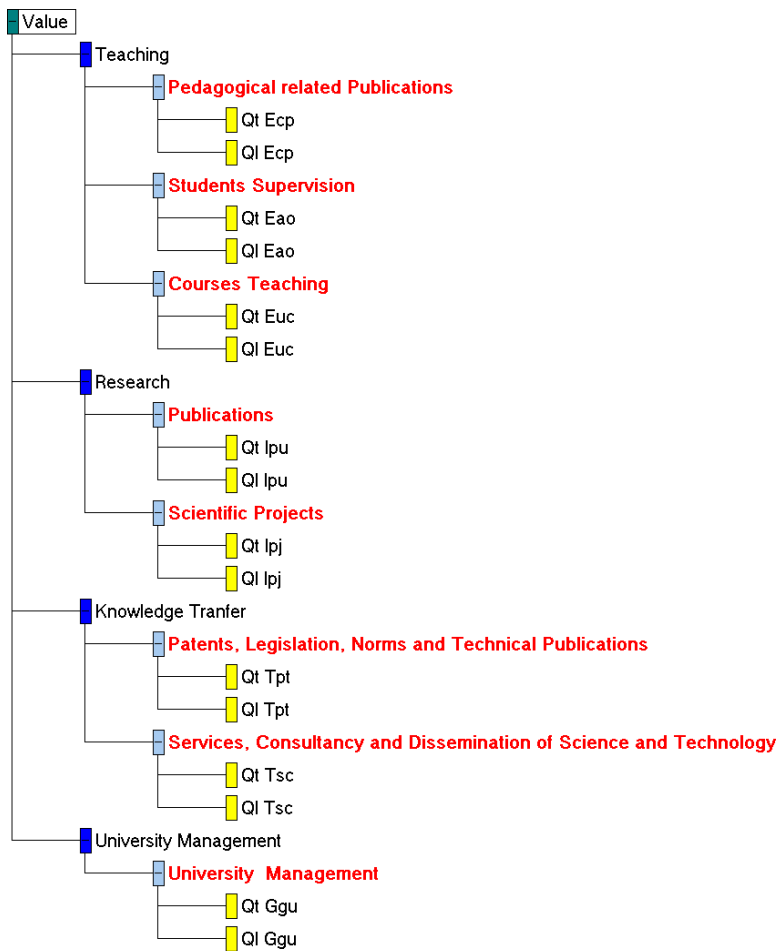 Value
Teaching
Pedagogical related Publications
Qt Ecp
Ql Ecp
Students Supervision
Qt Eao
Ql Eao
Courses Teaching
Qt Euc
Ql Euc
Research
Publications
Qt Ipu
Ql Ipu
Scientific Projects
Qt Ipj
Ql Ipj
Knowledge Tranfer
Patents, Legislation, Norms and Technical Publications
Qt Tpt
Ql Tpt
Services, Consultancy and Dissemination of Science and Technology
Qt Tsc
Ql Tsc
University Management
University Management
Qt Ggu
Ql Ggu